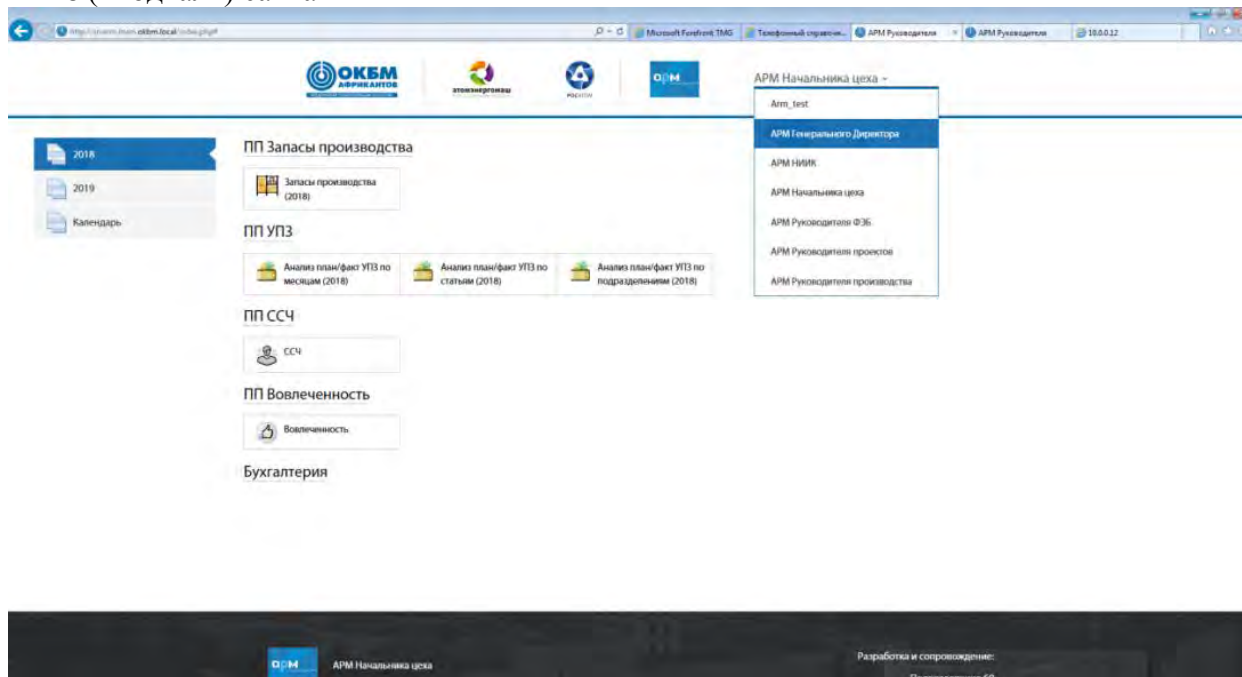 Microsoft Forefront TMG
АРМ Руководителя
АРМ Руководителя
10.0.0.12
ОКБМ
АФРИКАНТОВ
атомэнергомаш
РОСАТОМ
арм
АРМ Начальника цеха
Arm_test
АРМ Генерального Директора
АРМ НИИК
АРМ Начальника цеха
АРМ Руководителя ФЭБ
АРМ Руководителя проектов
АРМ Руководителя производства
2018
2019
Календарь
ПП Запасы производства
Запасы производства
(2018)
ПП УПЗ
Анализ план/факт УПЗ по
месяцам (2018)
Анализ план/факт УПЗ по
статьям (2018)
Анализ план/факт УПЗ по
подразделениям (2018)
ПП ССЧ
ССЧ
ПП Вовлеченность
Вовлеченность
Бухгалтерия
арм
АРМ Начальника цеха
Разработка и сопровождение: